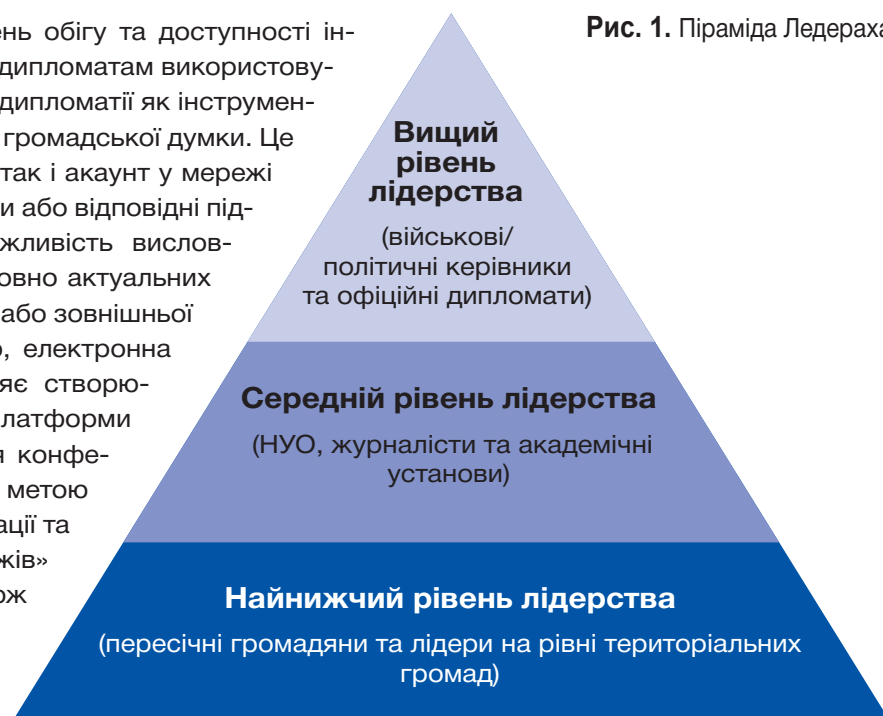 ень обігу та доступності ін-
дипломатам використову-
дипломатії як інструмен-
громадської думки. Це
так і акаунт у мережі
и або відповідні під-
жливість вислов-
овно актуальних
або зовнішньої
, електронна
яє створю-
латформи
я конфе-
метою
ації та
ків»
ож
Рис. 1. Піраміда Ледераха
Вищий
рівень
лідерства
(військові/
політичні керівники
та офіційні дипломати)
Середній рівень лідерства
(НУО, журналісти та академічні
установи)
Найнижчий рівень лідерства
(пересічні громадяни та лідери на рівні територіальних
громад)